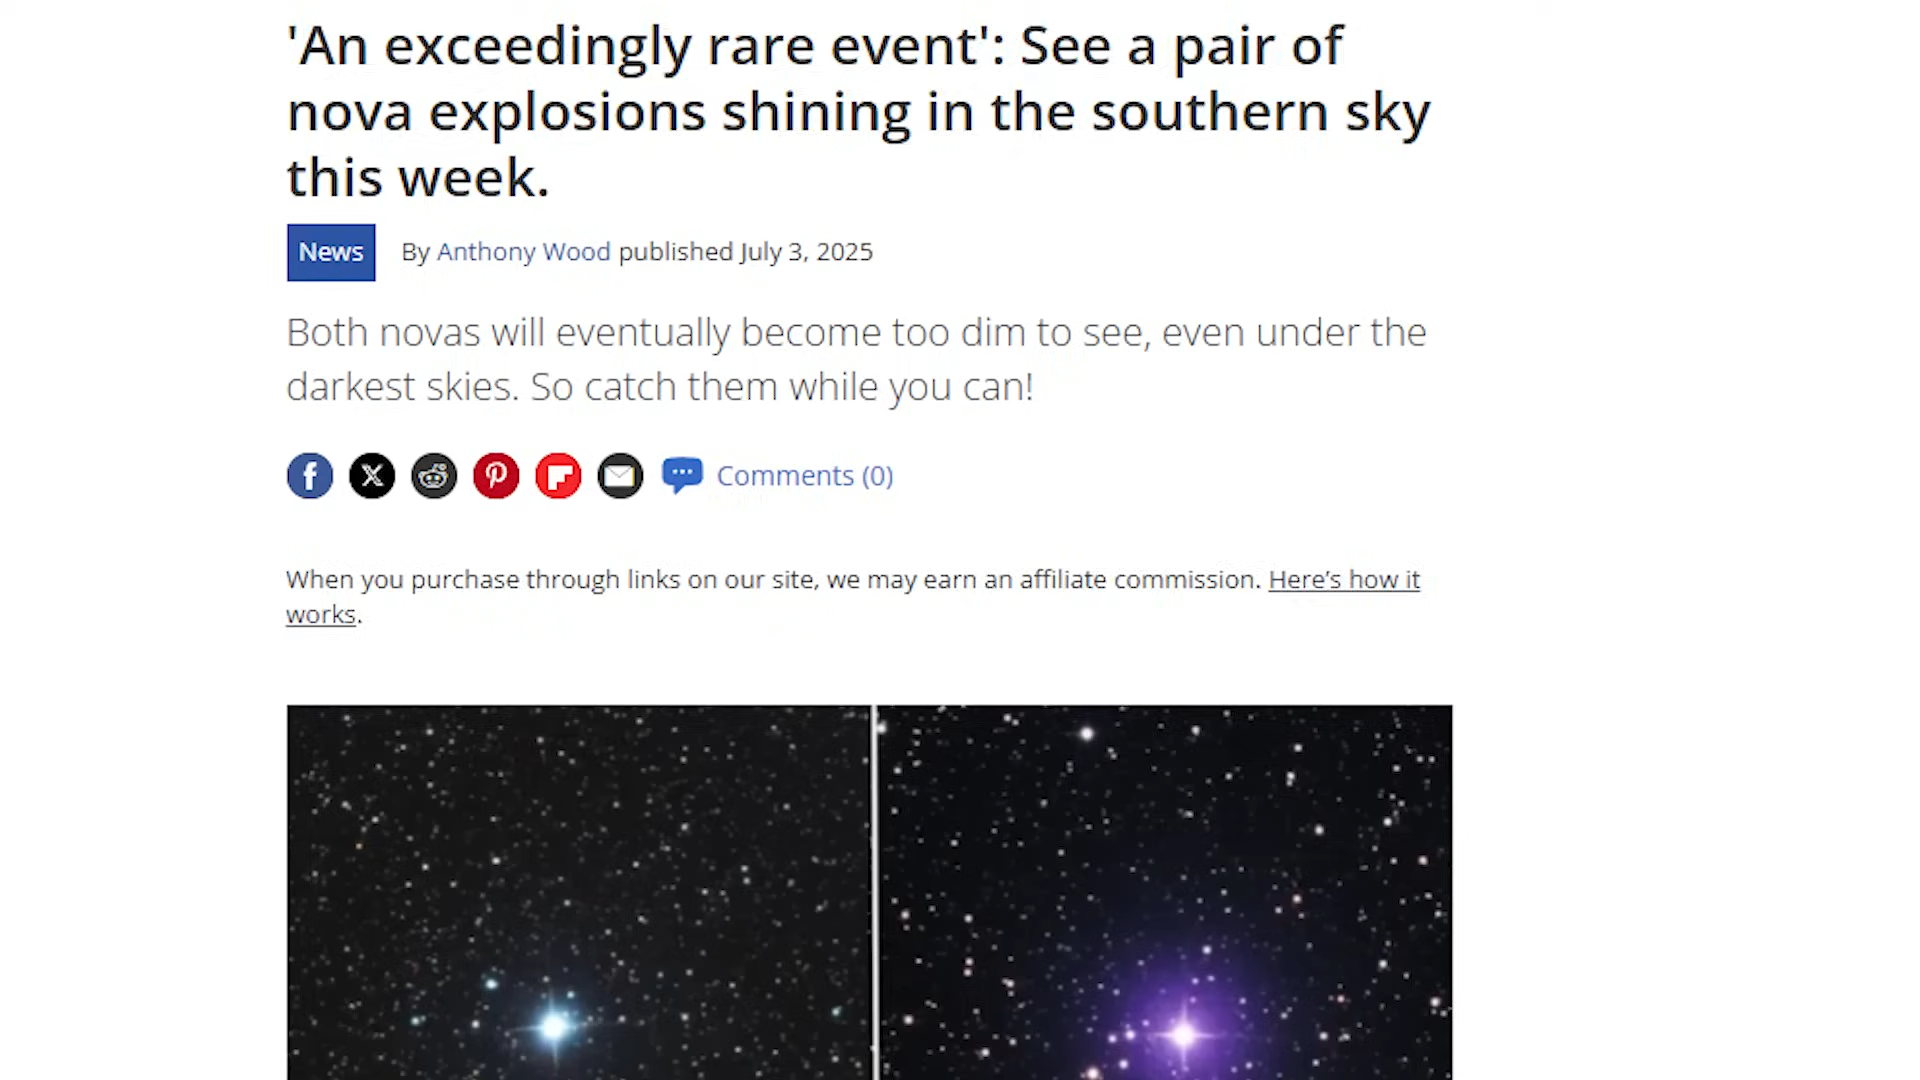 'An exceedingly rare event': See a pair of
nova explosions shining in the southern sky
this week.
News By Anthony Wood published July 3, 2025
Both novas will eventually become too dim to see, even under the
darkest skies. So catch them while you can!
Comments (0)
When you purchase through links on our site, we may earn an affiliate commission. Here’s how it
works.